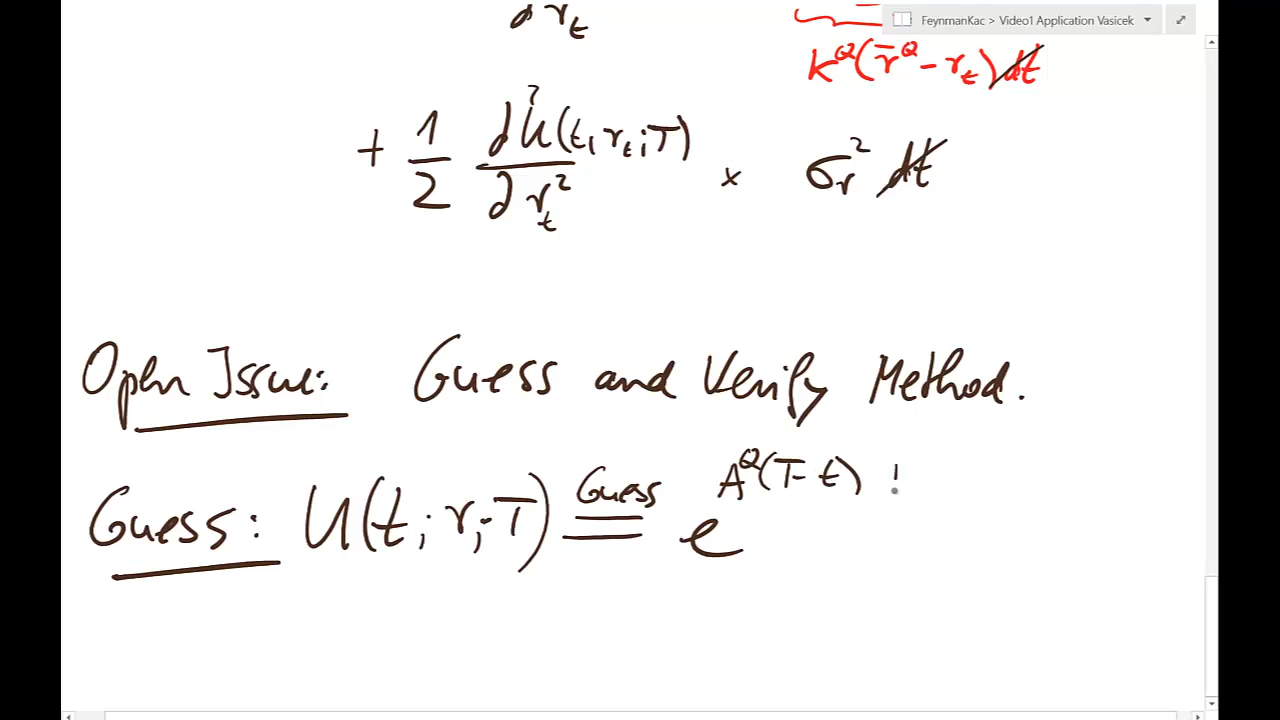 ∂r_t
FeynmanKac > Video1 Application Vasicek
κ^Q(r̄^Q − r_t)dt
+ 1/2 ∂²U(t,r_t;T)/∂r_t² × σ_r² dt
Open Issue: Guess and Verify Method.
Guess: U(t;r;T) Guess= e^{A^Q(T-t)